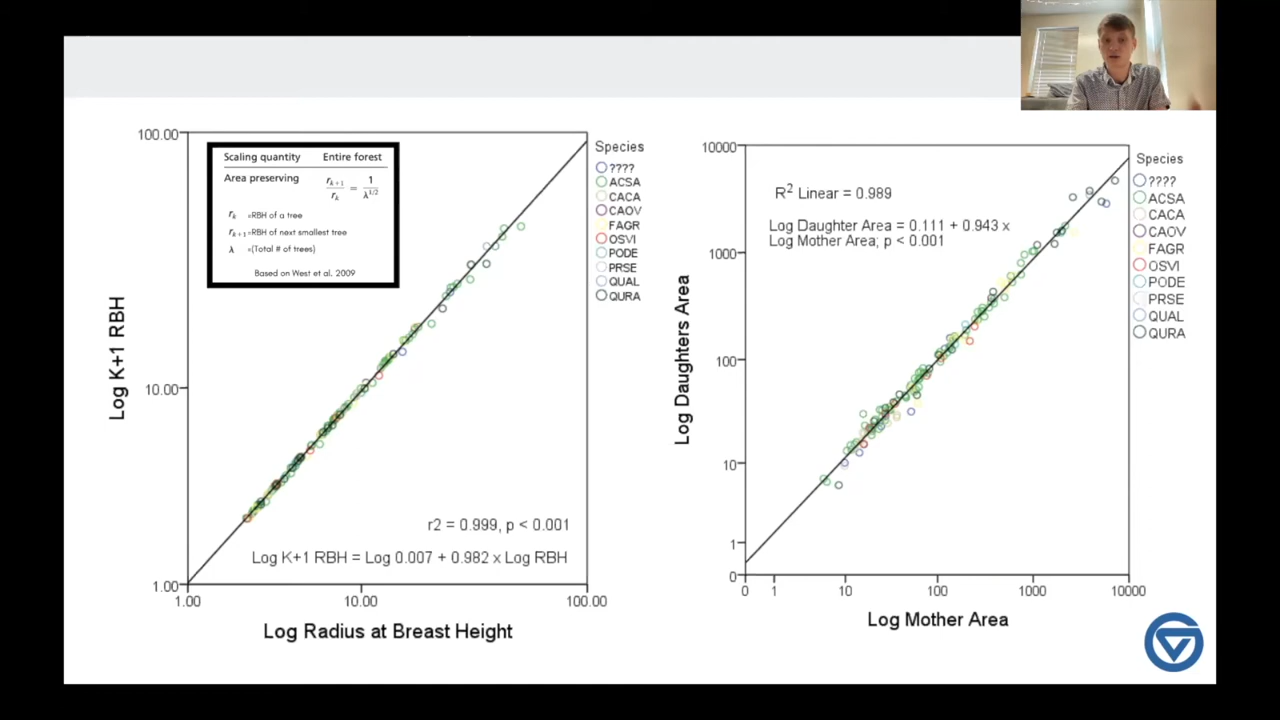 Scaling quantity Entire forest
Area preserving r_{k+1}/r_k = 1/λ^{1/2}
r_k =RBH of a tree
r_{k+1}=RBH of next smallest tree
λ =(Total # of trees)
Based on West et al. 2009
100.00
10.00
1.00
1.00 10.00 100.00
Log K+1 RBH
Log Radius at Breast Height
r2 = 0.999, p < 0.001
Log K+1 RBH = Log 0.007 + 0.982 x Log RBH
Species
????
ACSA
CACA
CAOV
FAGR
OSVI
PODE
PRSE
QUAL
QURA
10000
1000
100
10
1
0
0 1 10 100 1000 10000
Log Daughters Area
Log Mother Area
R² Linear = 0.989
Log Daughter Area = 0.111 + 0.943 x
Log Mother Area; p < 0.001
Species
????
ACSA
CACA
CAOV
FAGR
OSVI
PODE
PRSE
QUAL
QURA